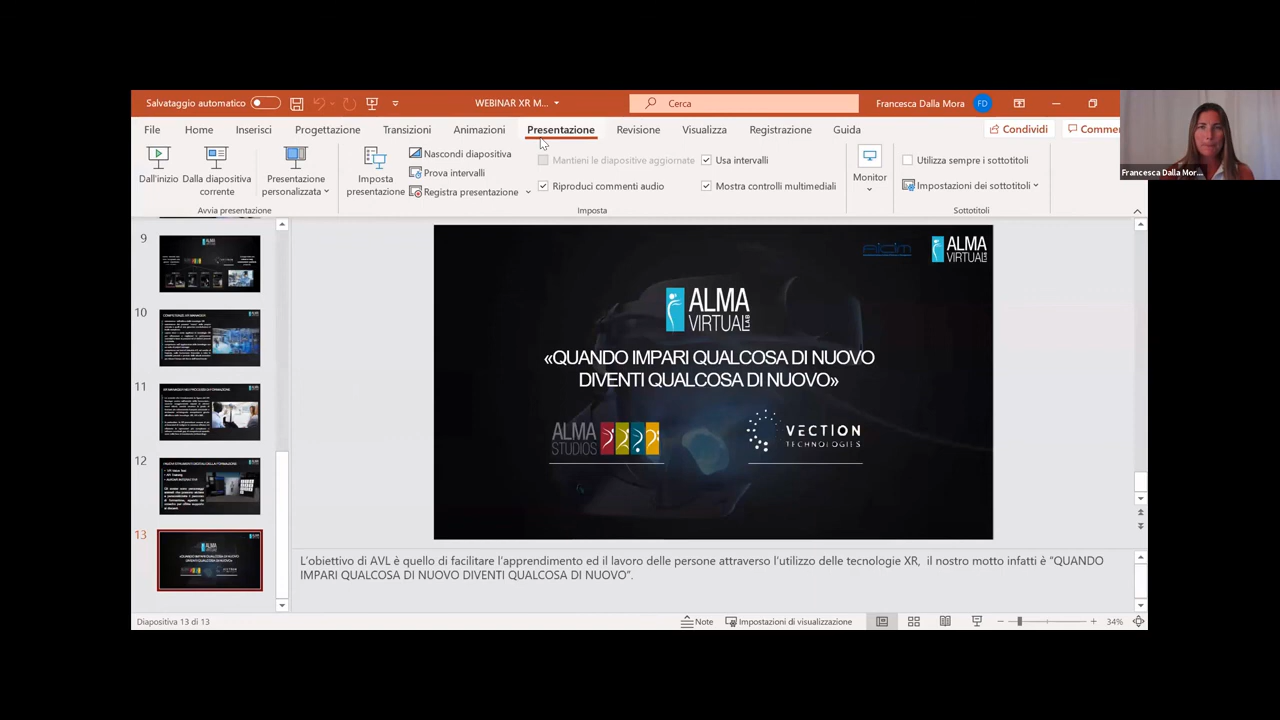 Salvataggio automatico
WEBINAR XR M...
Cerca
Francesca Dalla Mora
FD
File
Home
Inserisci
Progettazione
Transizioni
Animazioni
Presentazione
Revisione
Visualizza
Registrazione
Guida
Condividi
Commen
Dall'inizio
Dalla diapositiva corrente
Presentazione personalizzata
Avvia presentazione
Imposta presentazione
Nascondi diapositiva
Prova intervalli
Registra presentazione
Mantieni le diapositive aggiornate
Riproduci commenti audio
Usa intervalli
Mostra controlli multimediali
Imposta
Monitor
Utilizza sempre i sottotitoli
Impostazioni dei sottotitoli
Sottotitoli
Francesca Dalla Mor...
9
10
11
12
13
ALMA
VIRTUAL LAB
ALMA
VIRTUAL LAB
«QUANDO IMPARI QUALCOSA DI NUOVO
DIVENTI QUALCOSA DI NUOVO»
ALMA
STUDIOS
VECTION
TECHNOLOGIES
L'obiettivo di AVL è quello di facilitare l'apprendimento ed il lavoro delle persone attraverso l'utilizzo delle tecnologie XR, il nostro motto infatti è "QUANDO
IMPARI QUALCOSA DI NUOVO DIVENTI QUALCOSA DI NUOVO".
Diapositiva 13 di 13
Note
Impostazioni di visualizzazione
34%